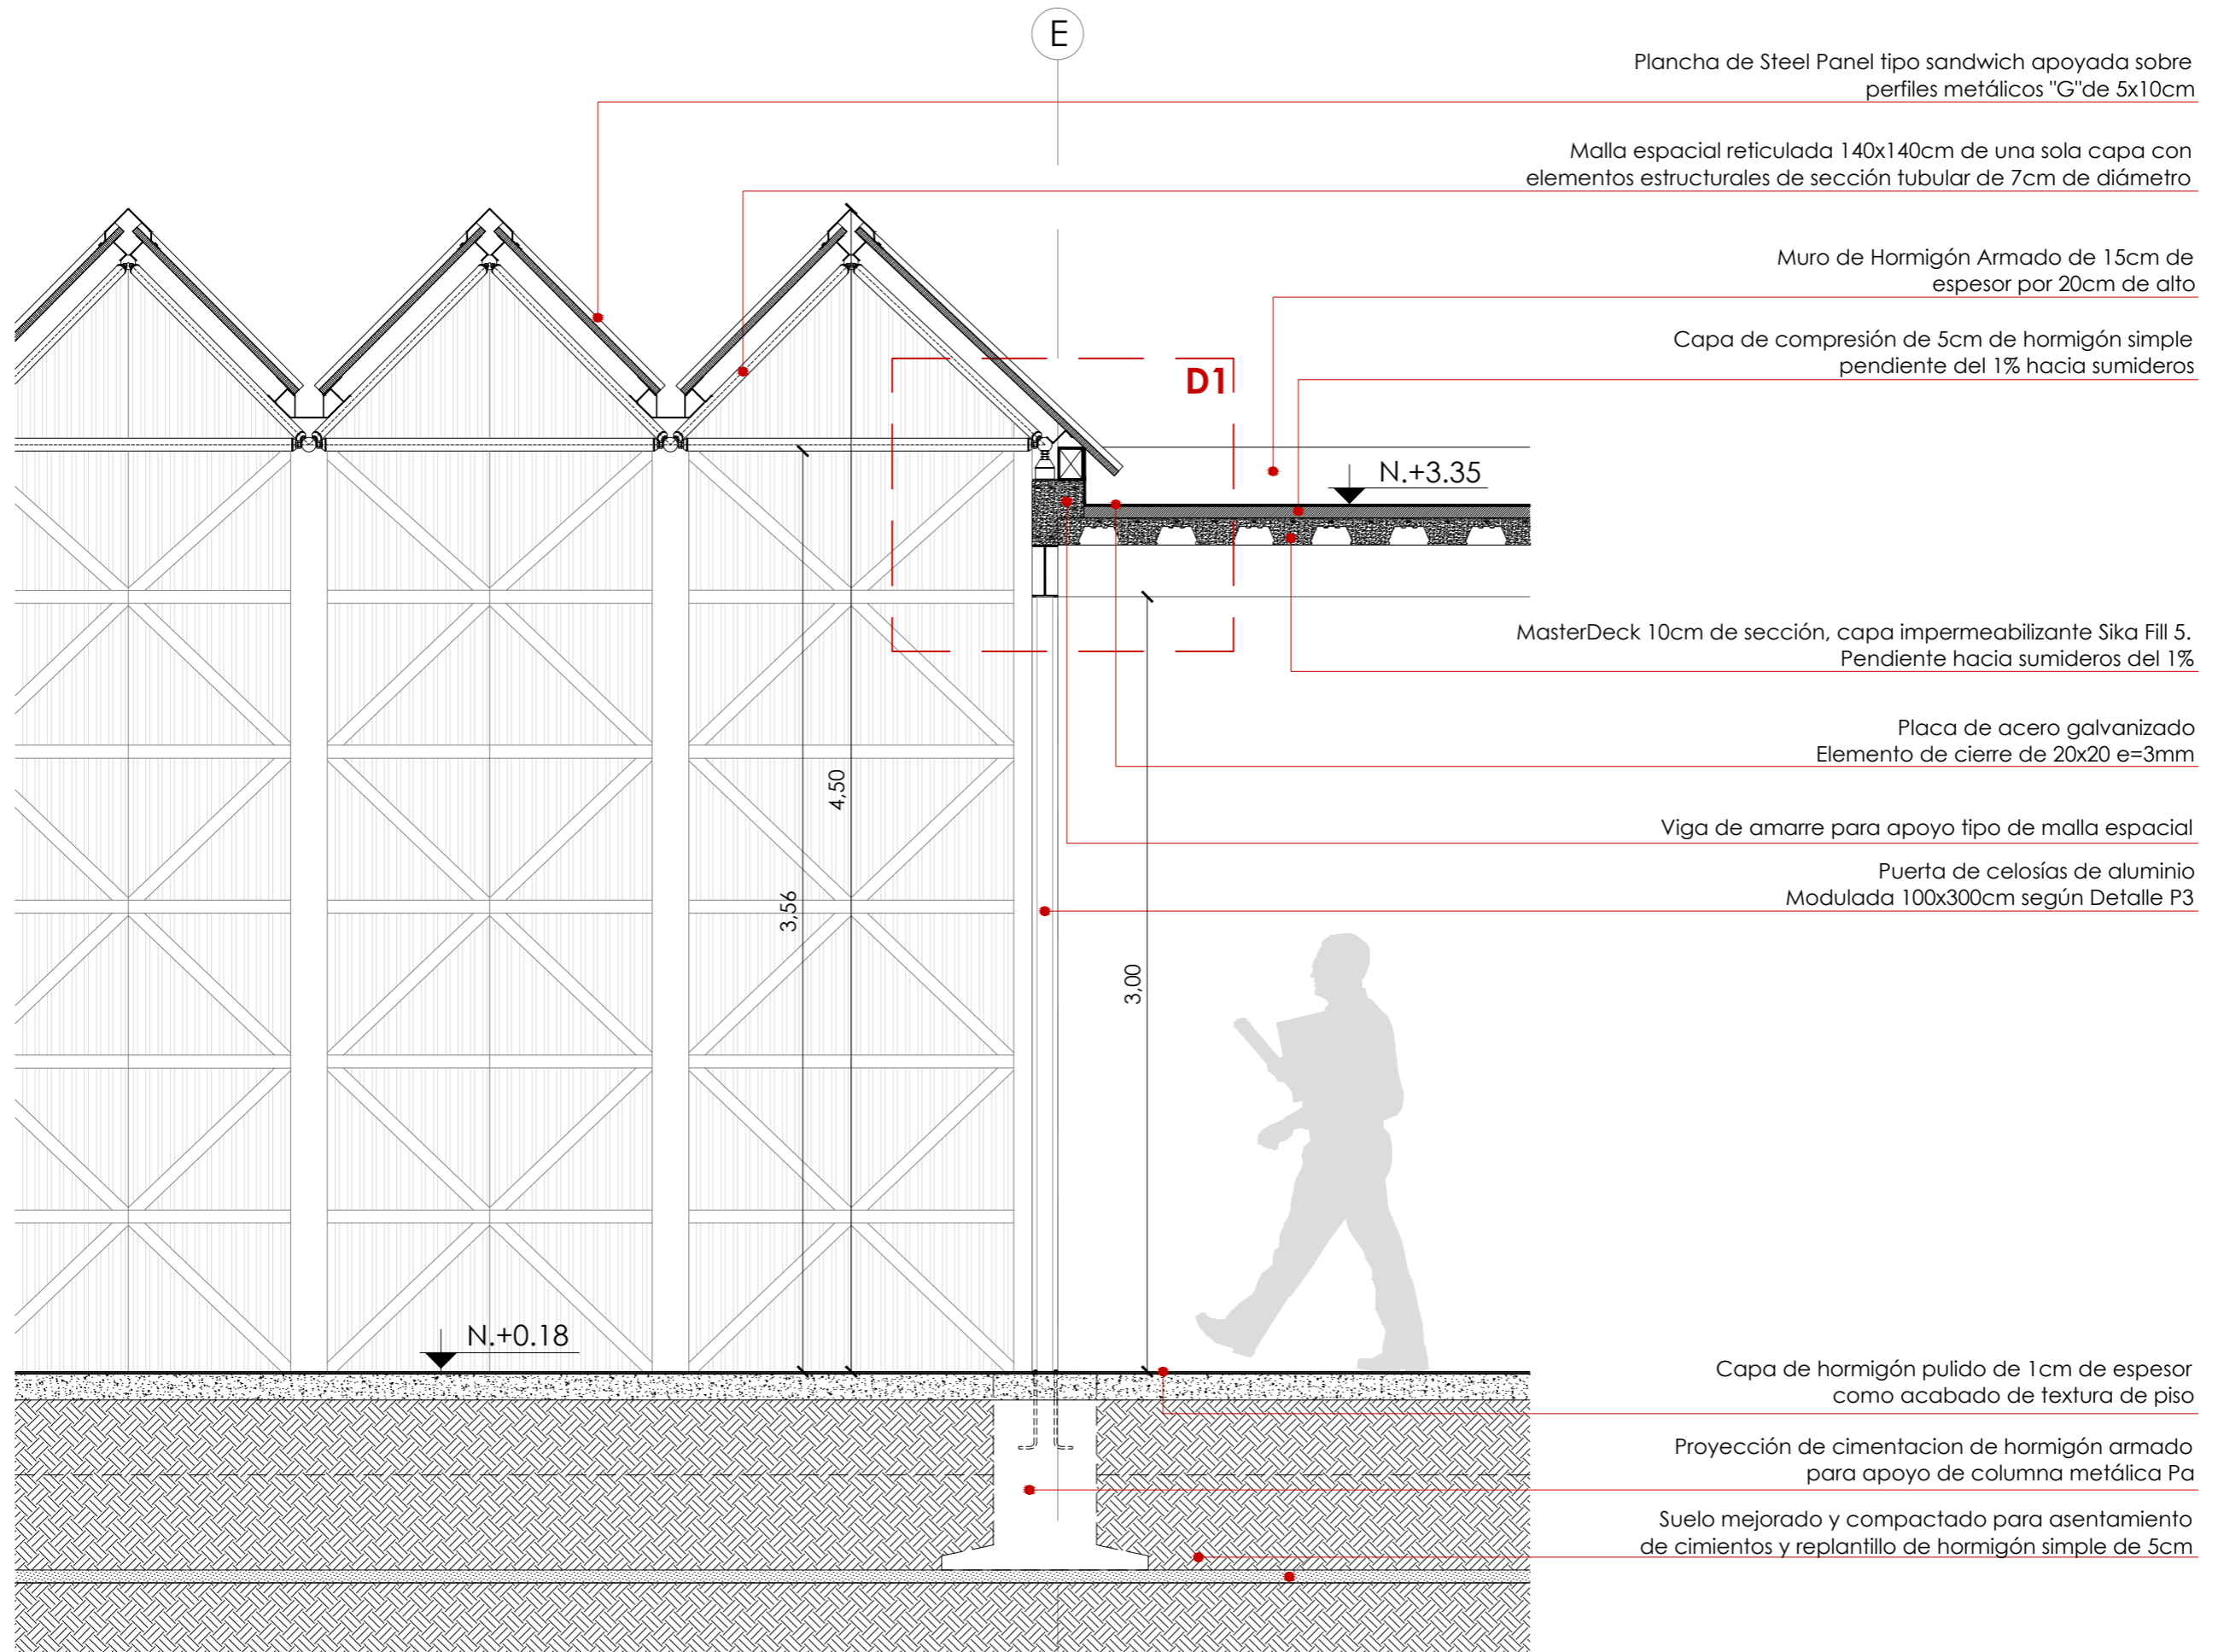 E
Plancha de Steel Panel tipo sandwich apoyada sobre
perfiles metálicos "G"de 5x10cm
Malla espacial reticulada 140x140cm de una sola capa con
elementos estructurales de sección tubular de 7cm de diámetro
Muro de Hormigón Armado de 15cm de
espesor por 20cm de alto
Capa de compresión de 5cm de hormigón simple
pendiente del 1% hacia sumideros
D1
N.+3.35
MasterDeck 10cm de sección, capa impermeabilizante Sika Fill 5.
Pendiente hacia sumideros del 1%
Placa de acero galvanizado
Elemento de cierre de 20x20 e=3mm
4,50
Viga de amarre para apoyo tipo de malla espacial
Puerta de celosías de aluminio
Modulada 100x300cm según Detalle P3
3,56
3,00
N.+0.18
Capa de hormigón pulido de 1cm de espesor
como acabado de textura de piso
Proyección de cimentacion de hormigón armado
para apoyo de columna metálica Pa
Suelo mejorado y compactado para asentamiento
de cimientos y replantillo de hormigón simple de 5cm